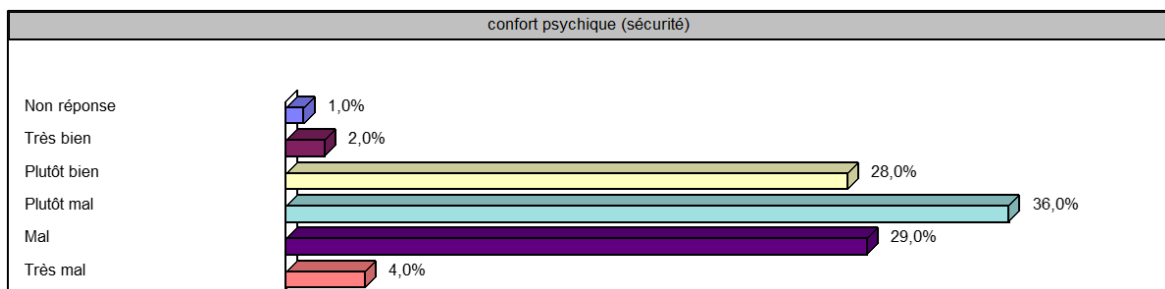 confort psychique (sécurité)
Non réponse 1,0%
Très bien 2,0%
Plutôt bien 28,0%
Plutôt mal 36,0%
Mal 29,0%
Très mal 4,0%